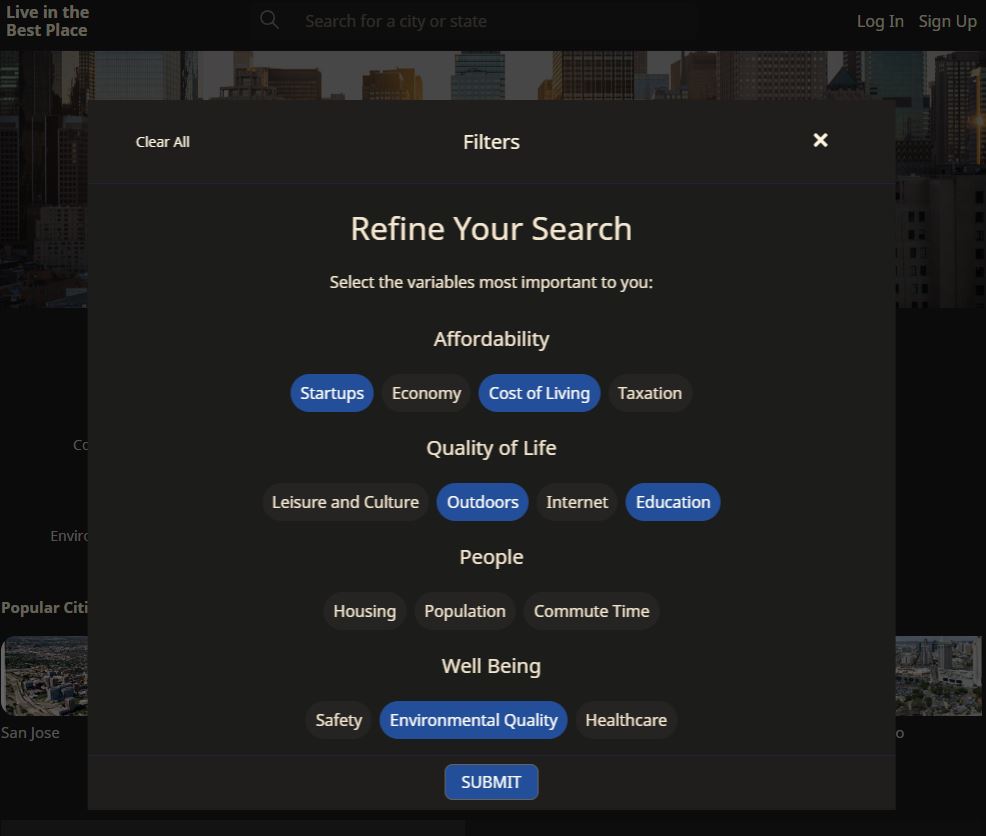 Live in the
Best Place
Search for a city or state
Log In Sign Up
Clear All
Filters
Refine Your Search
Select the variables most important to you:
Affordability
Startups Economy Cost of Living Taxation
Quality of Life
Leisure and Culture Outdoors Internet Education
People
Housing Population Commute Time
Well Being
Safety Environmental Quality Healthcare
SUBMIT
Popular Citi
San Jose